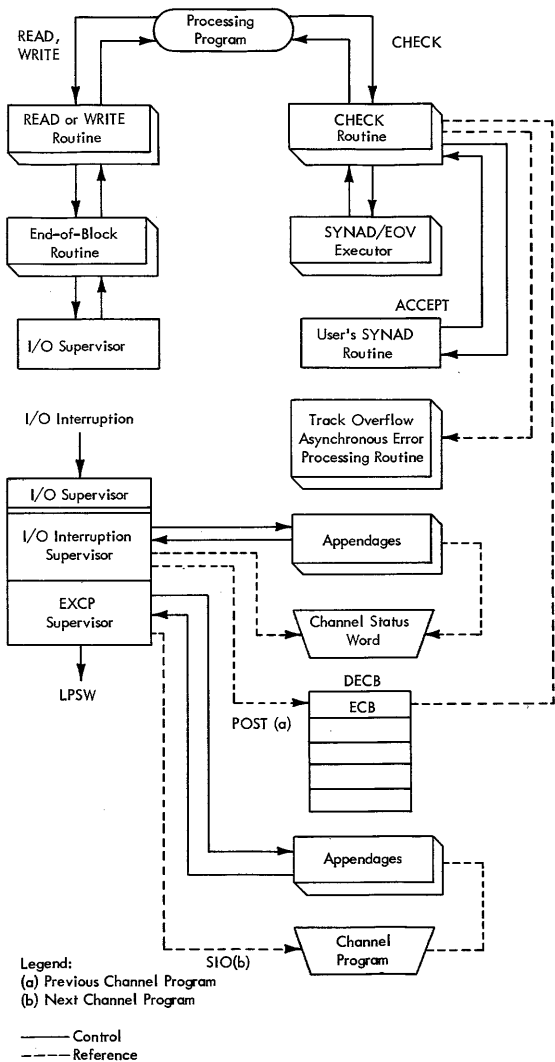 Processing
Program
READ,
WRITE
CHECK
READ or WRITE
Routine
CHECK
Routine
End-of-Block
Routine
SYNAD/EOV
Executor
I/O Supervisor
ACCEPT
User's SYNAD
Routine
Track Overflow
Asynchronous Error
Processing Routine
I/O Interruption
I/O Supervisor
I/O Interruption
Supervisor
Appendages
EXCP
Supervisor
Channel Status
Word
LPSW
DECB
ECB
POST (a)
Appendages
Channel
Program
SIO(b)
Legend:
(a) Previous Channel Program
(b) Next Channel Program
Control
Reference